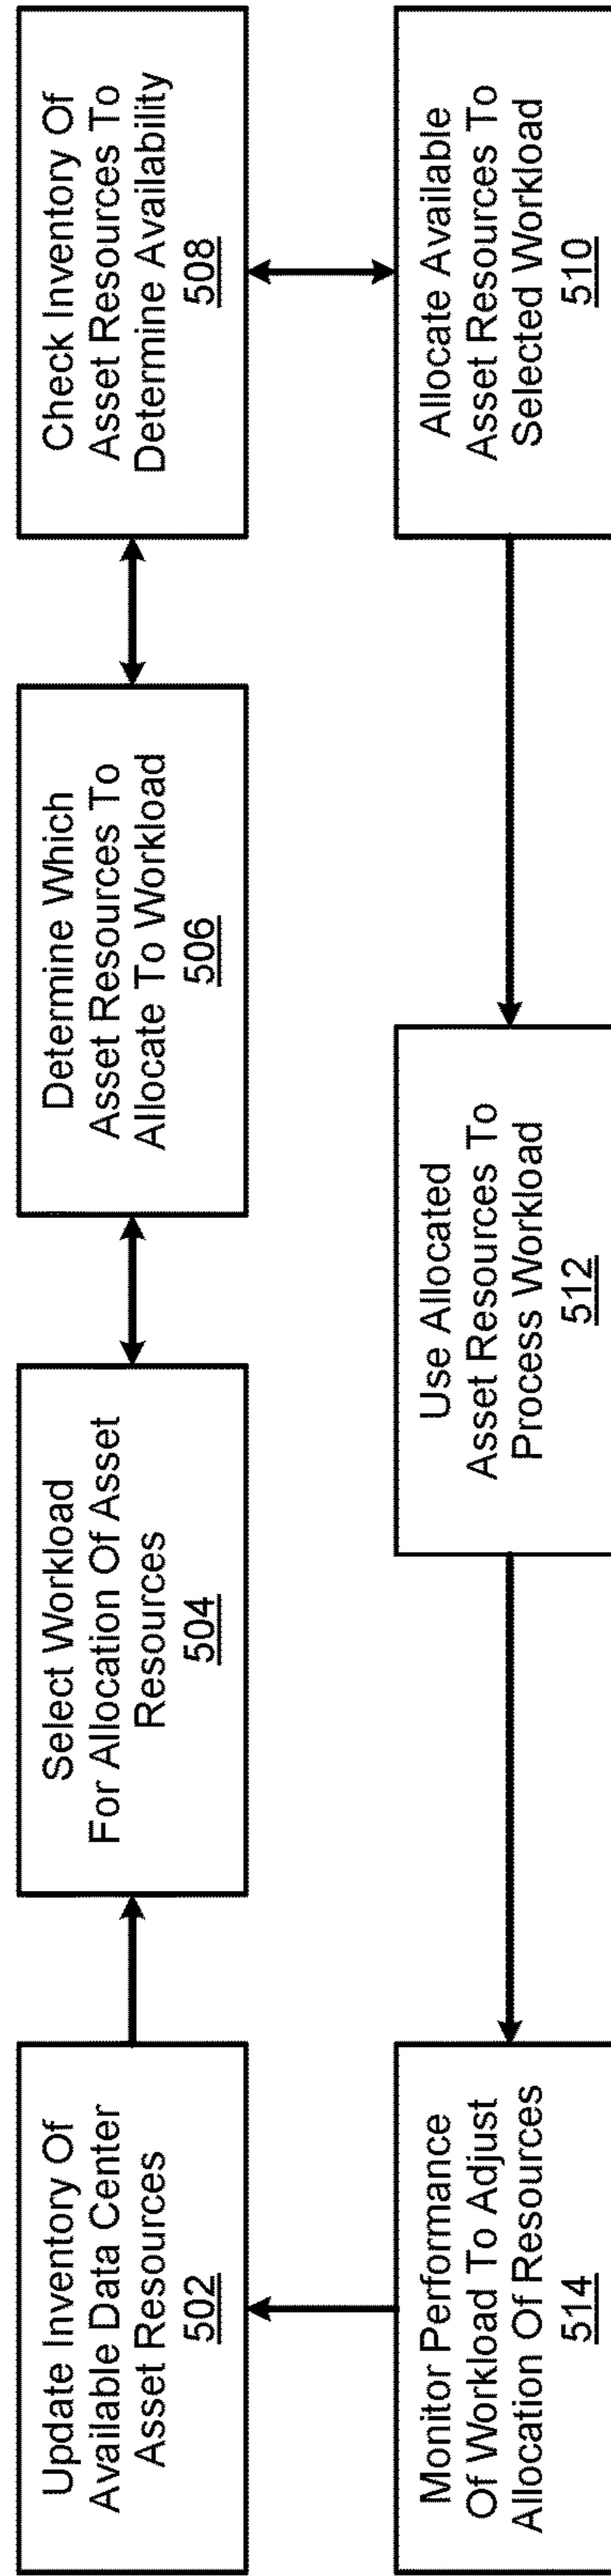 Update Inventory Of
Available Data Center
Asset Resources
502
Select Workload
For Allocation Of Asset
Resources
504
Determine Which
Asset Resources To
Allocate To Workload
506
Check Inventory Of
Asset Resources To
Determine Availability
508
Allocate Available
Asset Resources To
Selected Workload
510
Use Allocated
Asset Resources To
Process Workload
512
Monitor Performance
Of Workload To Adjust
Allocation Of Resources
514